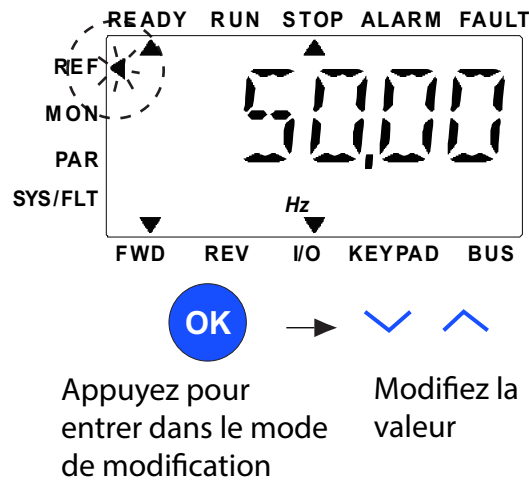 READY RUN STOP ALARM FAULT
REF
MON
PAR
SYS/FLT
50,00
Hz
FWD REV I/O KEYPAD BUS
OK
Appuyez pour
entrer dans le mode
de modification
Modifiez la
valeur